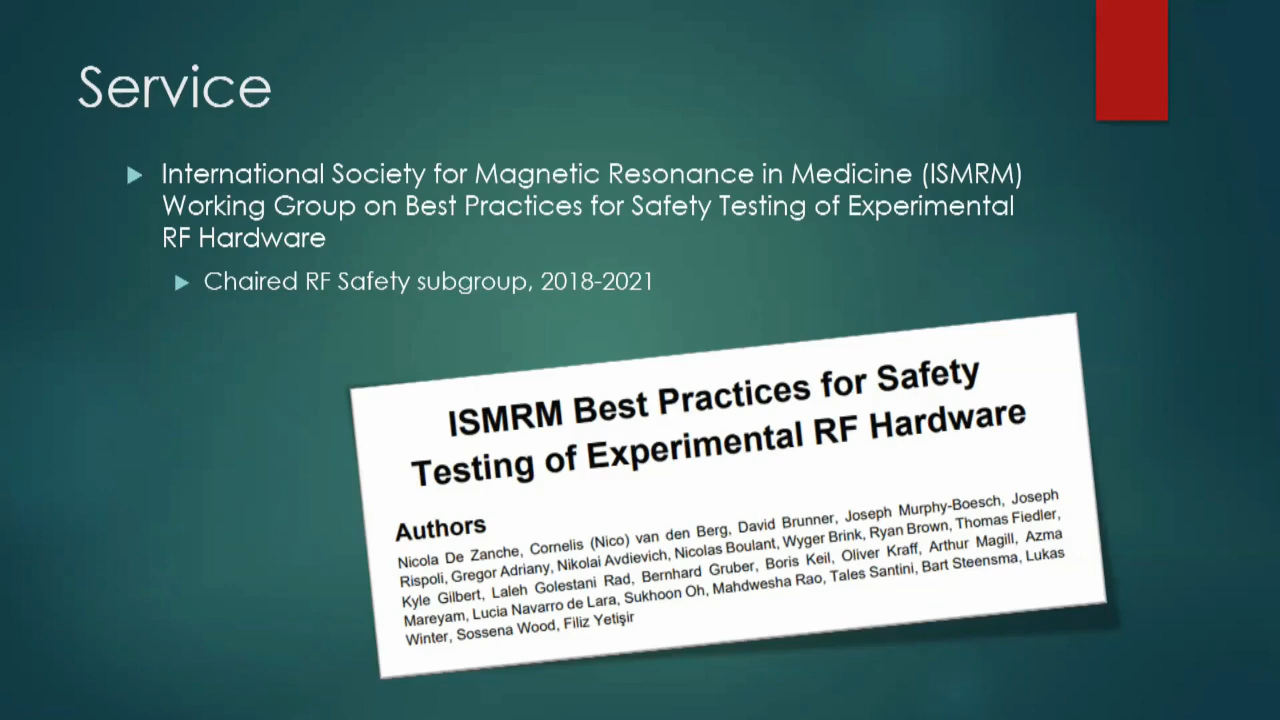 Service
International Society for Magnetic Resonance in Medicine (ISMRM)
Working Group on Best Practices for Safety Testing of Experimental
RF Hardware
Chaired RF Safety subgroup, 2018-2021
ISMRM Best Practices for Safety
Testing of Experimental RF Hardware
Authors
Nicola De Zanche, Cornelis (Nico) van den Berg, David Brunner, Joseph Murphy-Boesch, Joseph
Rispoli, Gregor Adriany, Nikolai Avdievich, Nicolas Boulant, Wyger Brink, Ryan Brown, Thomas Fiedler,
Kyle Gilbert, Laleh Golestani Rad, Bernhard Gruber, Boris Keil, Oliver Kraff, Arthur Magill, Azma
Mareyam, Lucia Navarro de Lara, Sukhoon Oh, Mahdwesha Rao, Tales Santini, Bart Steensma, Lukas
Winter, Sossena Wood, Filiz Yetişir